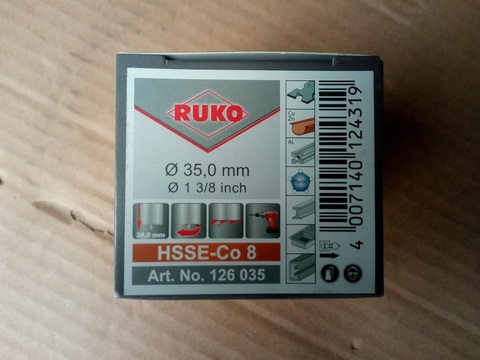 RUKO
Ø 35,0 mm
Ø 1 3/8 inch
30,0 mm
HSSE-Co 8
Art. No. 126 035
Cu
Zn
AL
4 007140 124319